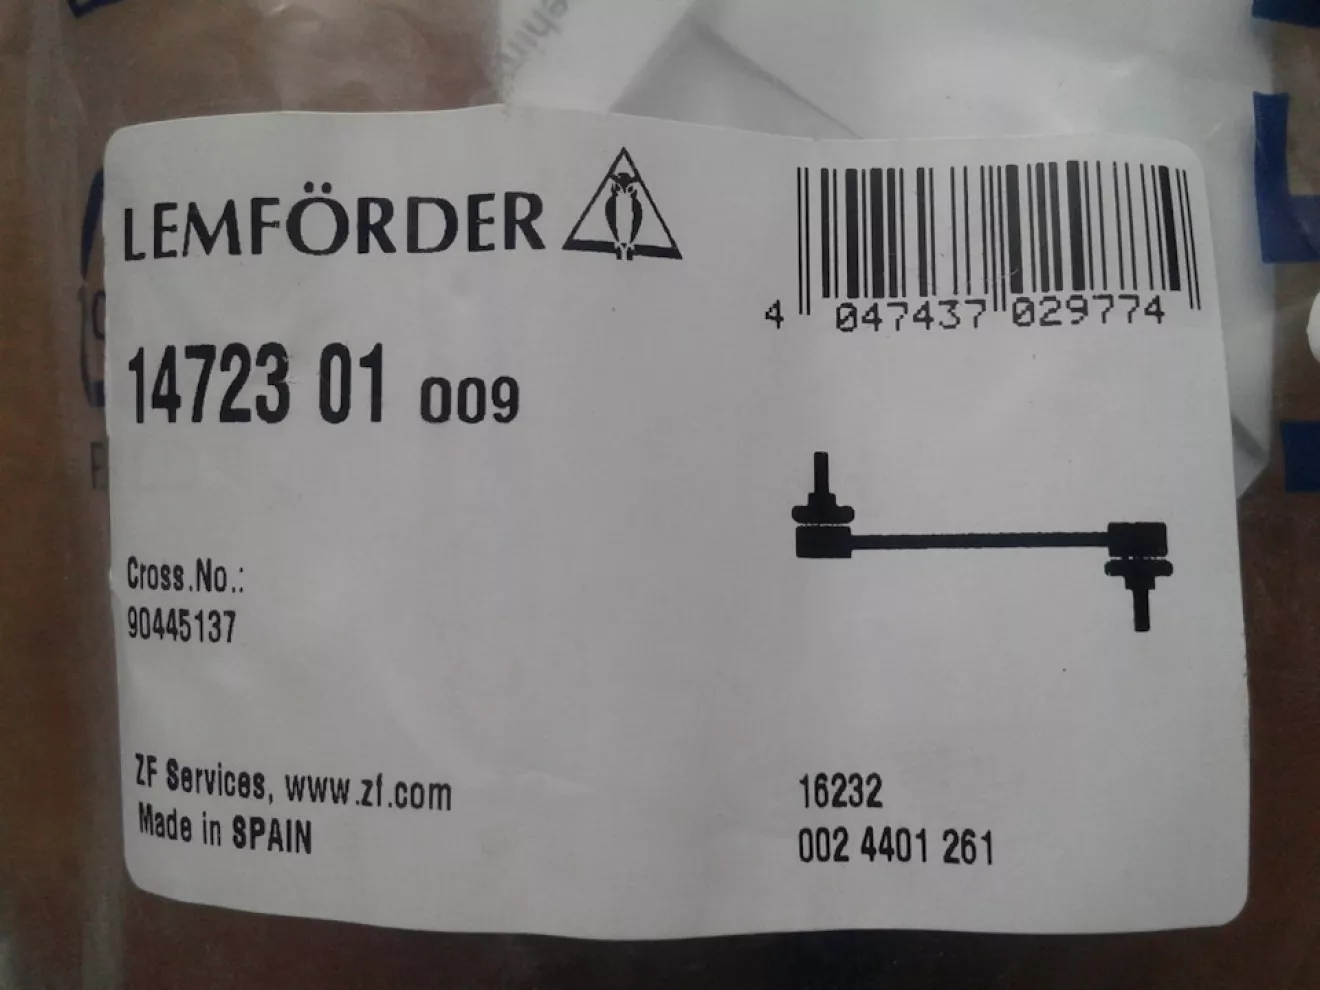 LEMFÖRDER
4 047437 029774
14723 01 009
Cross.No.:
90445137
ZF Services, www.zf.com
Made in SPAIN
16232
002 4401 261